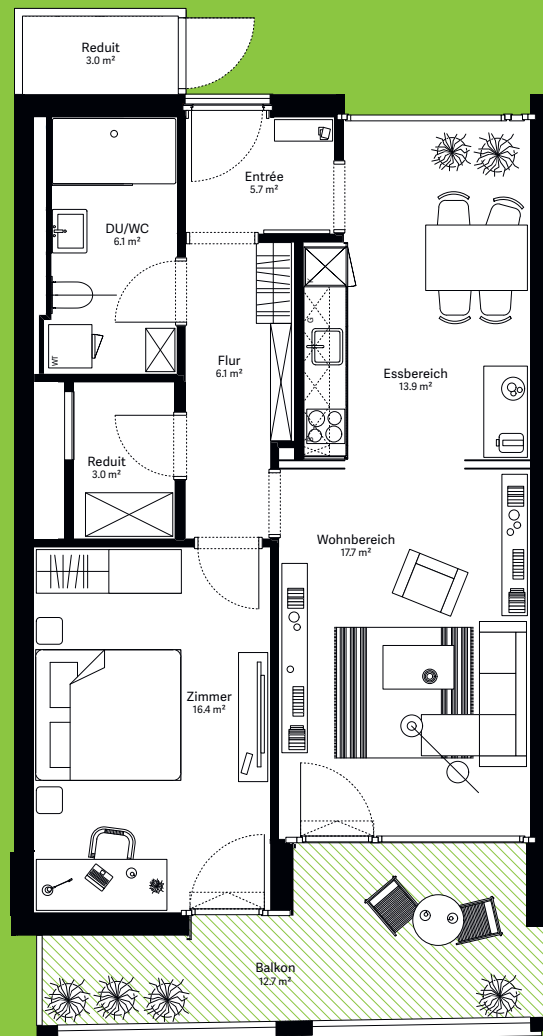 Reduit
3.0 m²
Entrée
5.7 m²
DU/WC
6.1 m²
WT
Flur
6.1 m²
G
Essbereich
13.9 m²
Reduit
3.0 m²
Wohnbereich
17.7 m²
Zimmer
16.4 m²
Balkon
12.7 m²